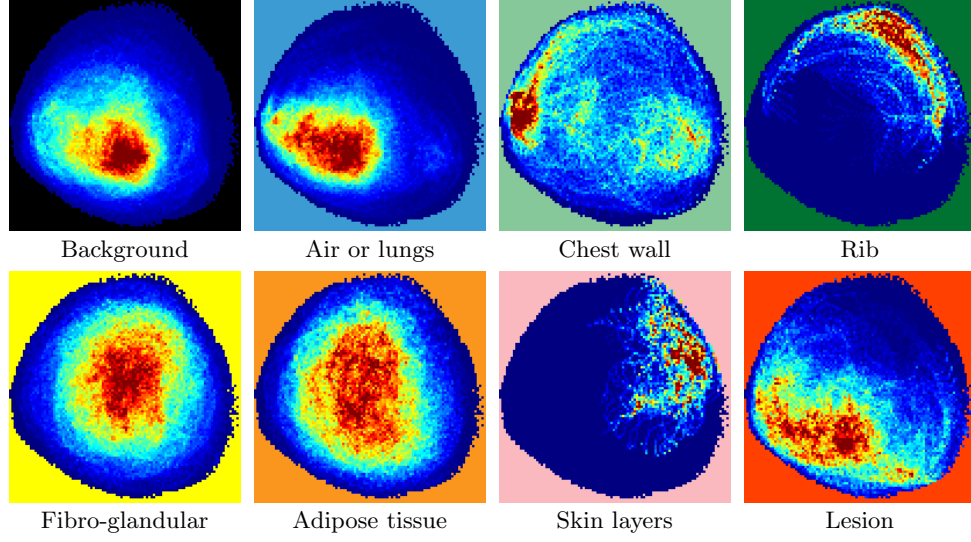 Background
Air or lungs
Chest wall
Rib
Fibro-glandular
Adipose tissue
Skin layers
Lesion